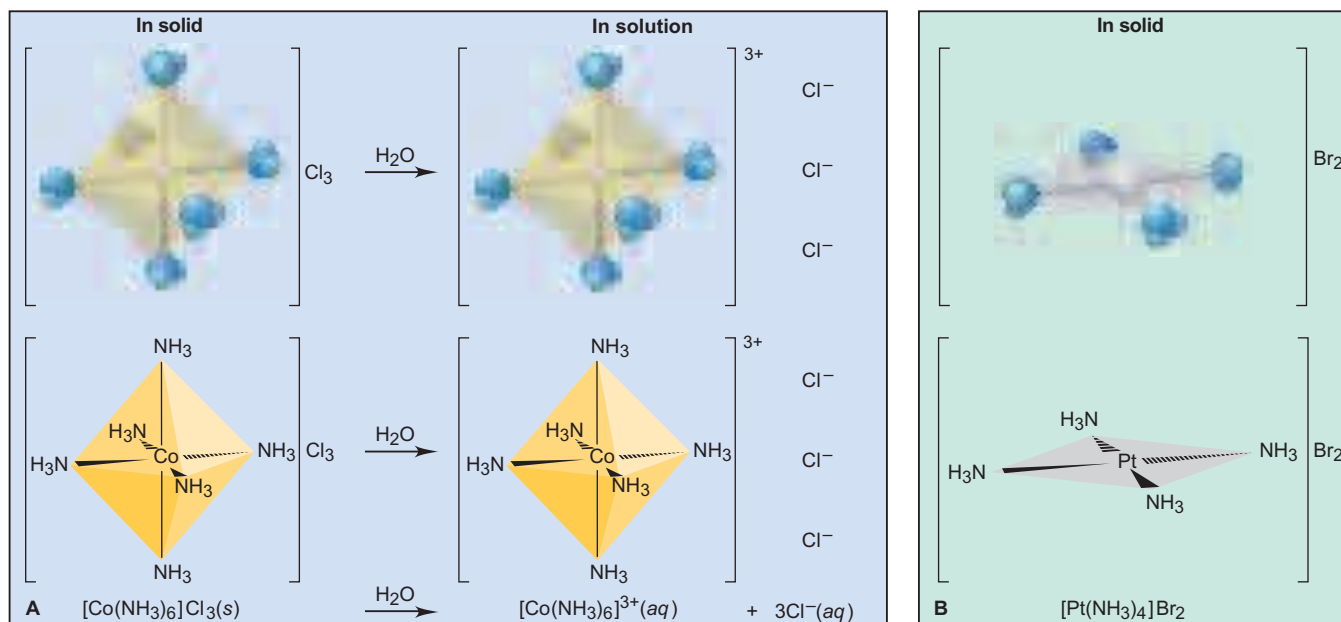 In solid
In solution
3+
Cl⁻
Cl⁻
Cl⁻
Cl₃
H₂O
NH₃
H₃N
H₃N
Co
NH₃
NH₃
NH₃
Cl₃
H₂O
NH₃
H₃N
H₃N
Co
NH₃
NH₃
NH₃
3+
Cl⁻
Cl⁻
Cl⁻
A
[Co(NH₃)₆]Cl₃(s)
H₂O
[Co(NH₃)₆]³⁺(aq)
+ 3Cl⁻(aq)
In solid
Br₂
H₃N
H₃N
Pt
NH₃
NH₃
Br₂
B
[Pt(NH₃)₄]Br₂